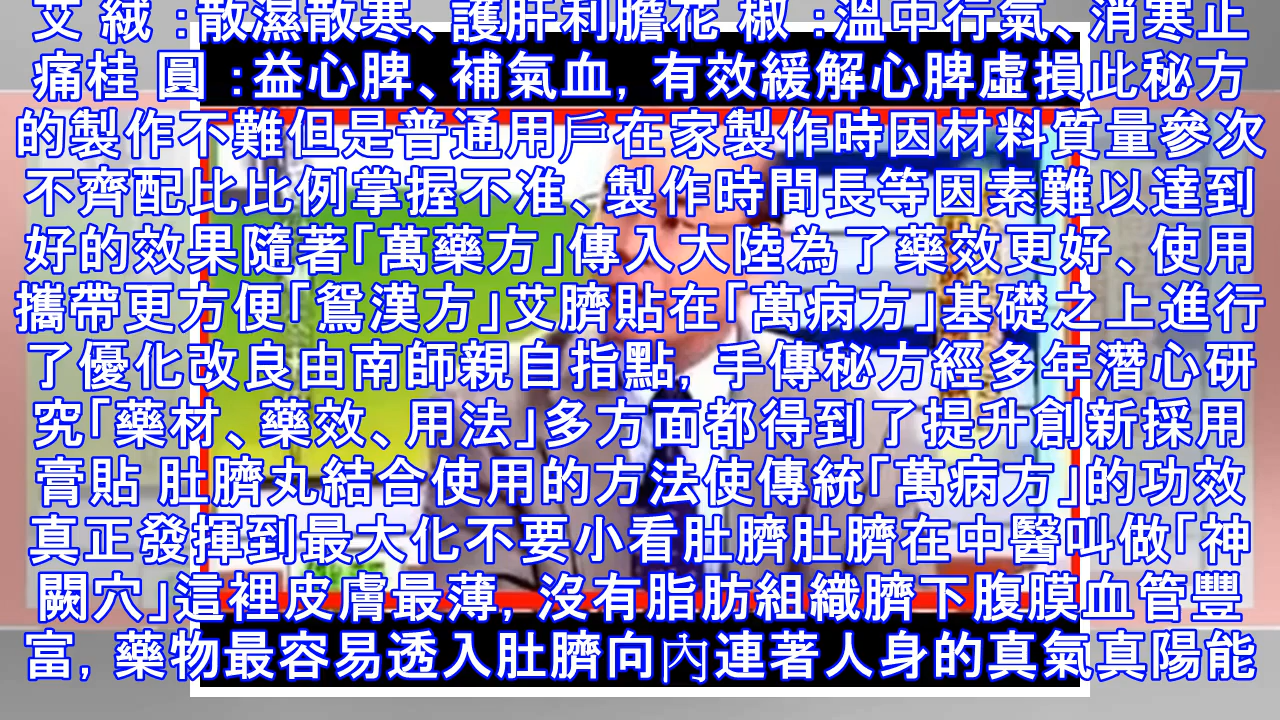 艾 絨 :散濕散寒、護肝利膽花 椒 :溫中行氣、消寒止
痛桂 圓 :益心脾、補氣血, 有效緩解心脾虛損此秘方
的製作不難但是普通用戶在家製作時因材料質量參次
不齊配比比例掌握不准、製作時間長等因素難以達到
好的效果隨著「萬藥方」傳入大陸為了藥效更好、使用
攜帶更方便「鴛漢方」艾臍貼在「萬病方」基礎之上進行
了優化改良由南師親自指點, 手傳秘方經多年潛心研
究「藥材、藥效、用法」多方面都得到了提升創新採用
膏貼 肚臍丸結合使用的方法使傳統「萬病方」的功效
真正發揮到最大化不要小看肚臍肚臍在中醫叫做「神
闕穴」這裡皮膚最薄, 沒有脂肪組織臍下腹膜血管豐
富, 藥物最容易透入肚臍向內連著人身的真氣真陽能